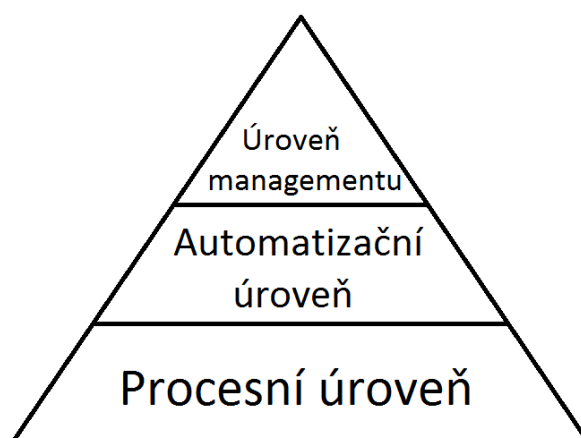 Úroveň
managementu
Automatizační
úroveň
Procesní úroveň